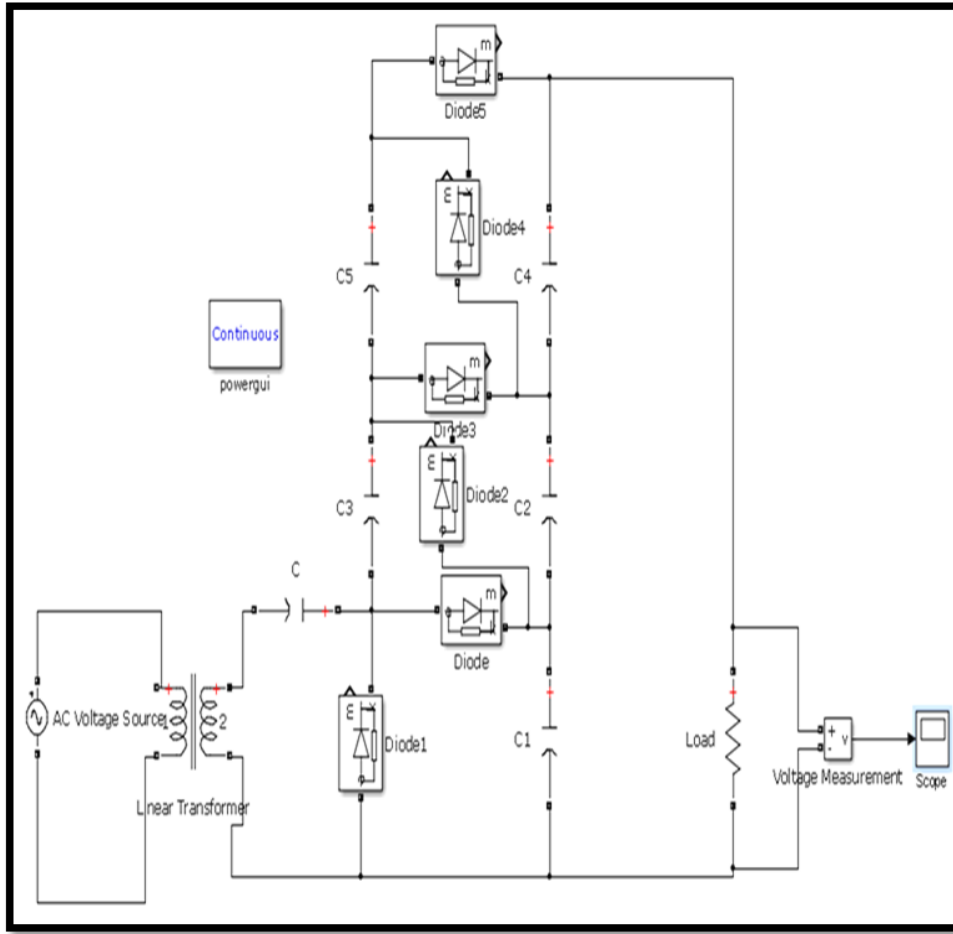 m
Diode5
m
Diode4
C5
C4
Continuous
powergui
m
Diode3
m
Diode2
C3
C2
C
m
Diode
AC Voltage Source
1
2
m
Diode1
C1
Load
+
-
v
Voltage Measurement
Scope
Linear Transformer